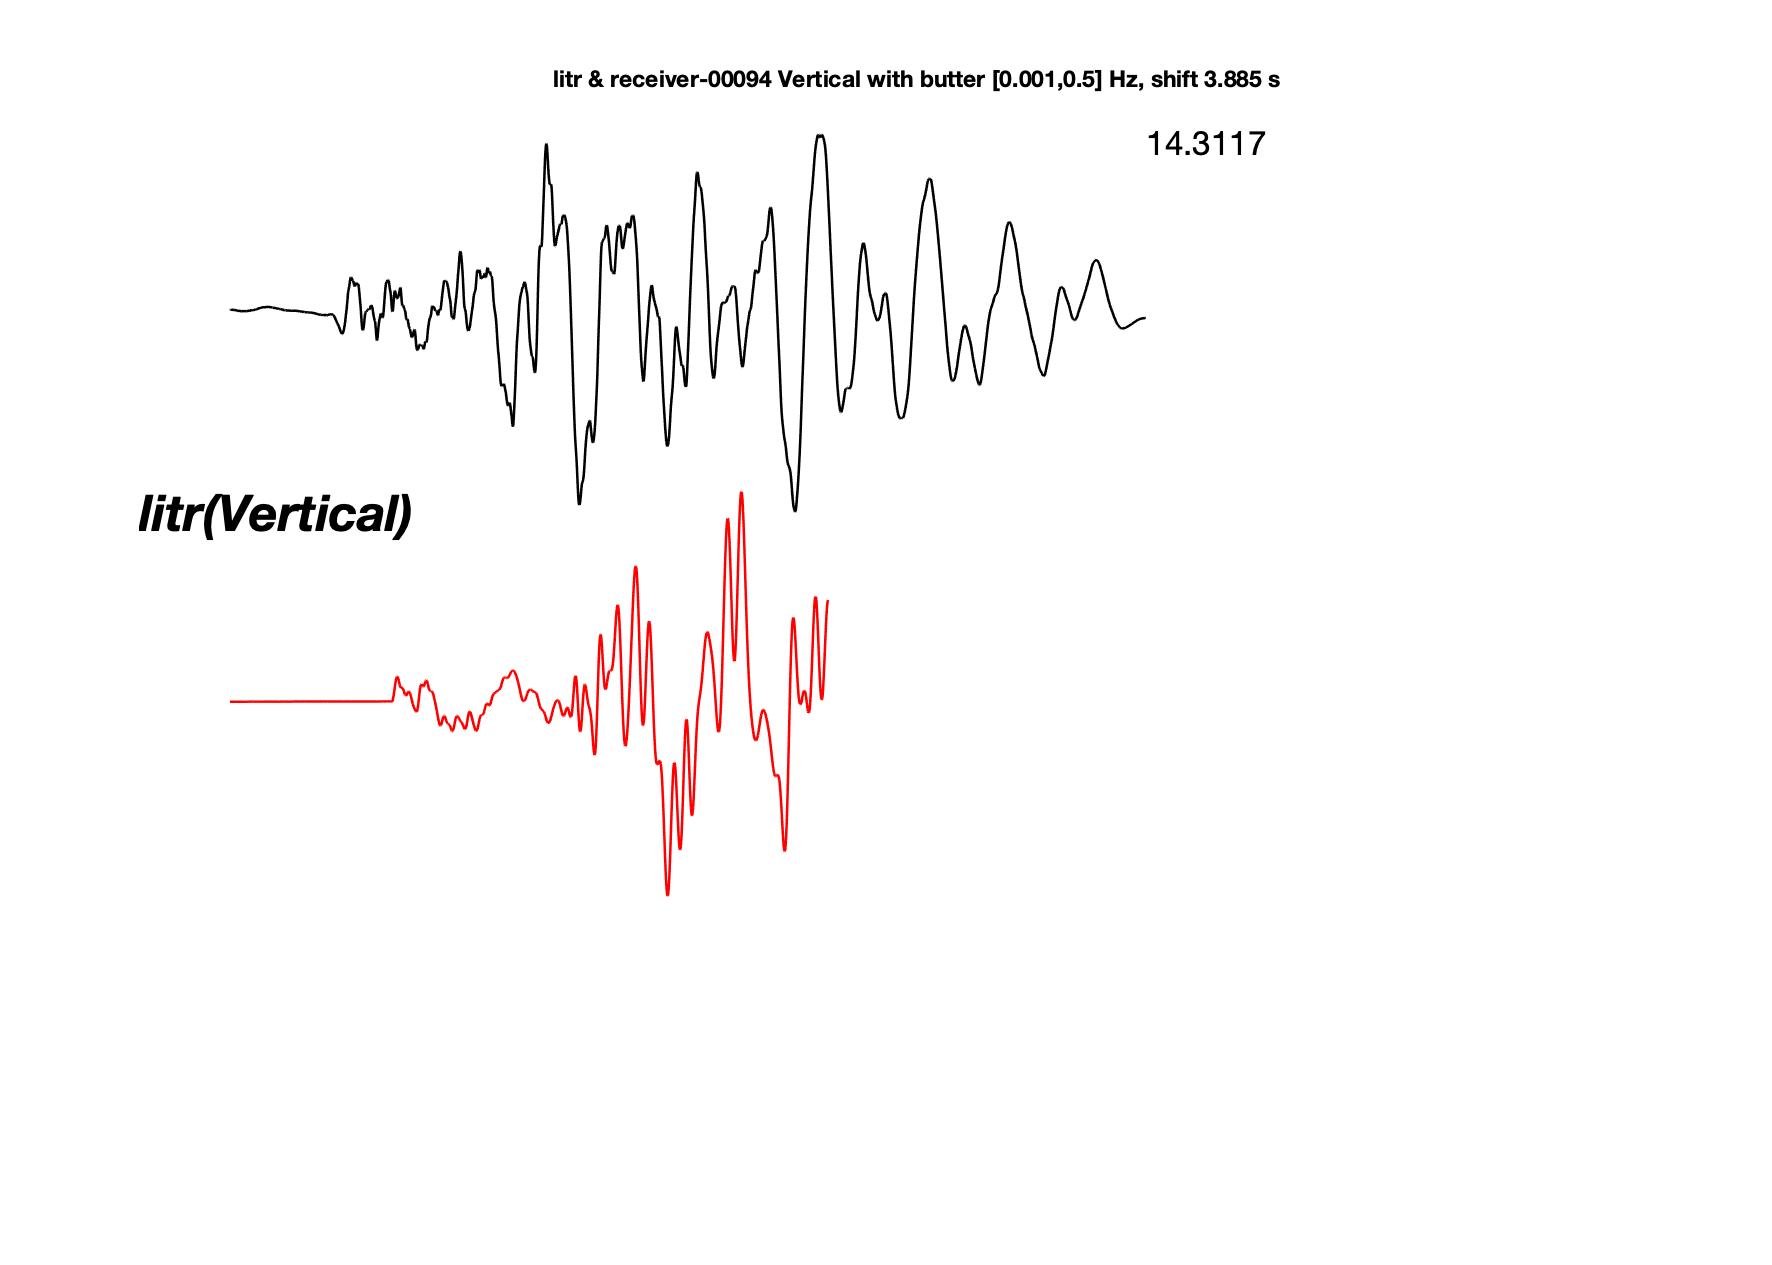 litr & receiver-00094 Vertical with butter [0.001,0.5] Hz, shift 3.885 s
14.3117
litr(Vertical)